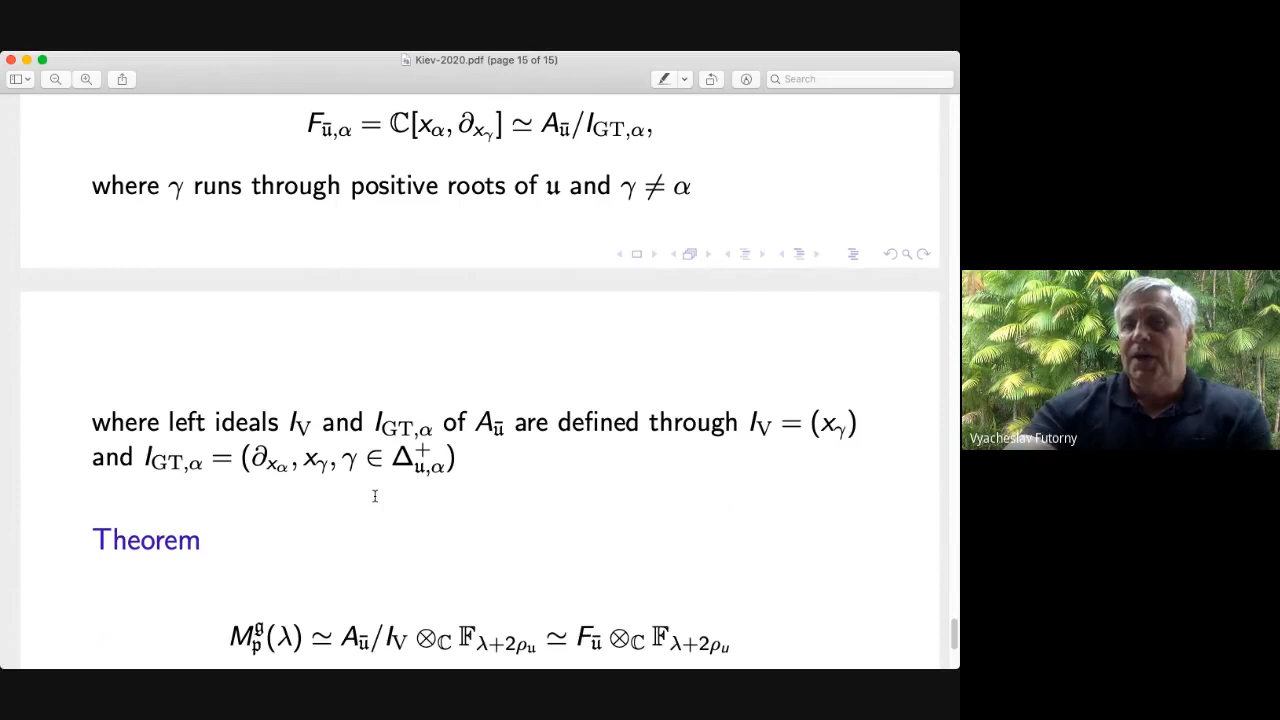 Kiev-2020.pdf (page 15 of 15)
Search
F_{\bar{𝔲},α} = ℂ[x_α, ∂_{x_γ}] ≃ A_{\bar{𝔲}}/I_{GT,α},
where γ runs through positive roots of 𝔲 and γ ≠ α
where left ideals I_V and I_{GT,α} of A_{\bar{𝔲}} are defined through I_V = (x_γ)
and I_{GT,α} = (∂_{x_α}, x_γ, γ ∈ Δ^+_{𝔲,α})
Theorem
M^𝔤_𝔭(λ) ≃ A_{\bar{𝔲}}/I_V ⊗_ℂ 𝔽_{λ+2ρ_𝔲} ≃ F_{\bar{𝔲}} ⊗_ℂ 𝔽_{λ+2ρ_u}
Vyacheslav Futorny